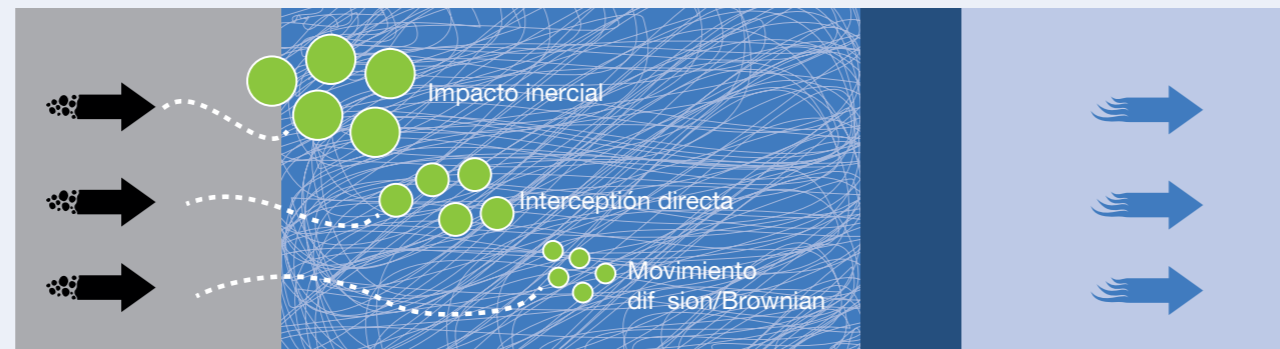 Impacto inercial
Interceptión directa
Movimiento
dif sion/Brownian